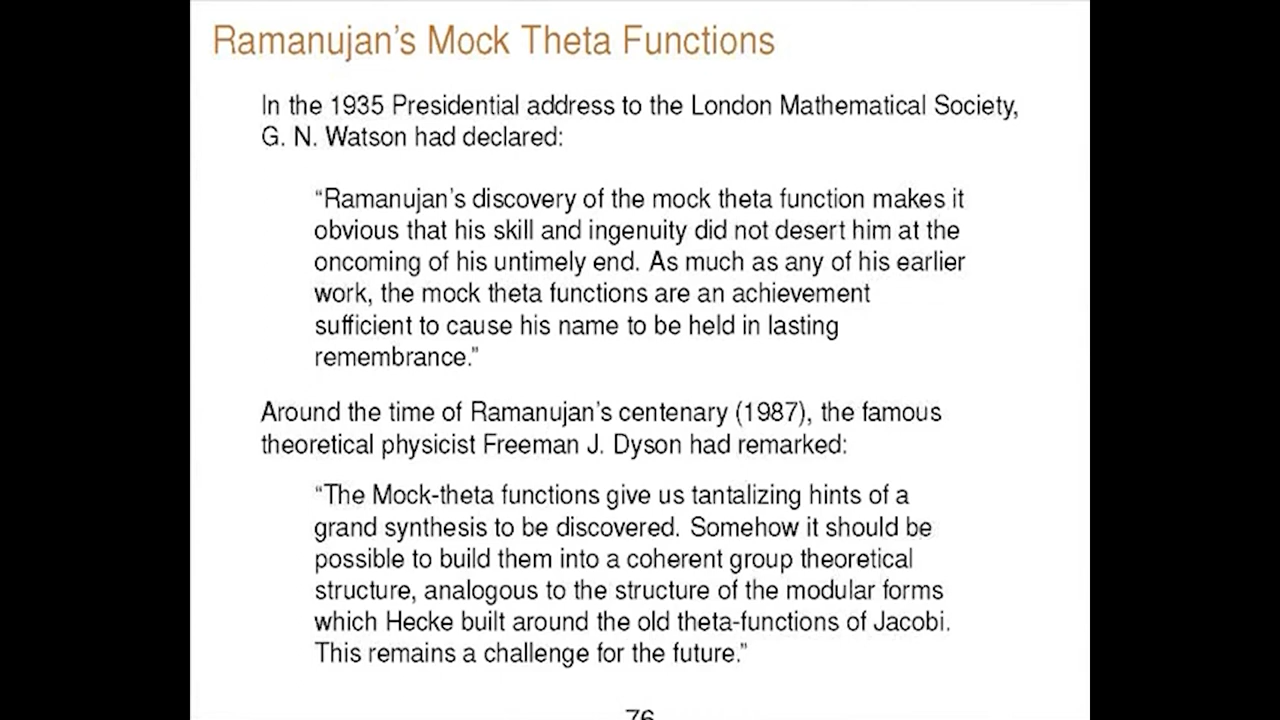 Ramanujan's Mock Theta Functions
In the 1935 Presidential address to the London Mathematical Society,
G. N. Watson had declared:
“Ramanujan's discovery of the mock theta function makes it
obvious that his skill and ingenuity did not desert him at the
oncoming of his untimely end. As much as any of his earlier
work, the mock theta functions are an achievement
sufficient to cause his name to be held in lasting
remembrance.”
Around the time of Ramanujan's centenary (1987), the famous
theoretical physicist Freeman J. Dyson had remarked:
“The Mock-theta functions give us tantalizing hints of a
grand synthesis to be discovered. Somehow it should be
possible to build them into a coherent group theoretical
structure, analogous to the structure of the modular forms
which Hecke built around the old theta-functions of Jacobi.
This remains a challenge for the future.”
76